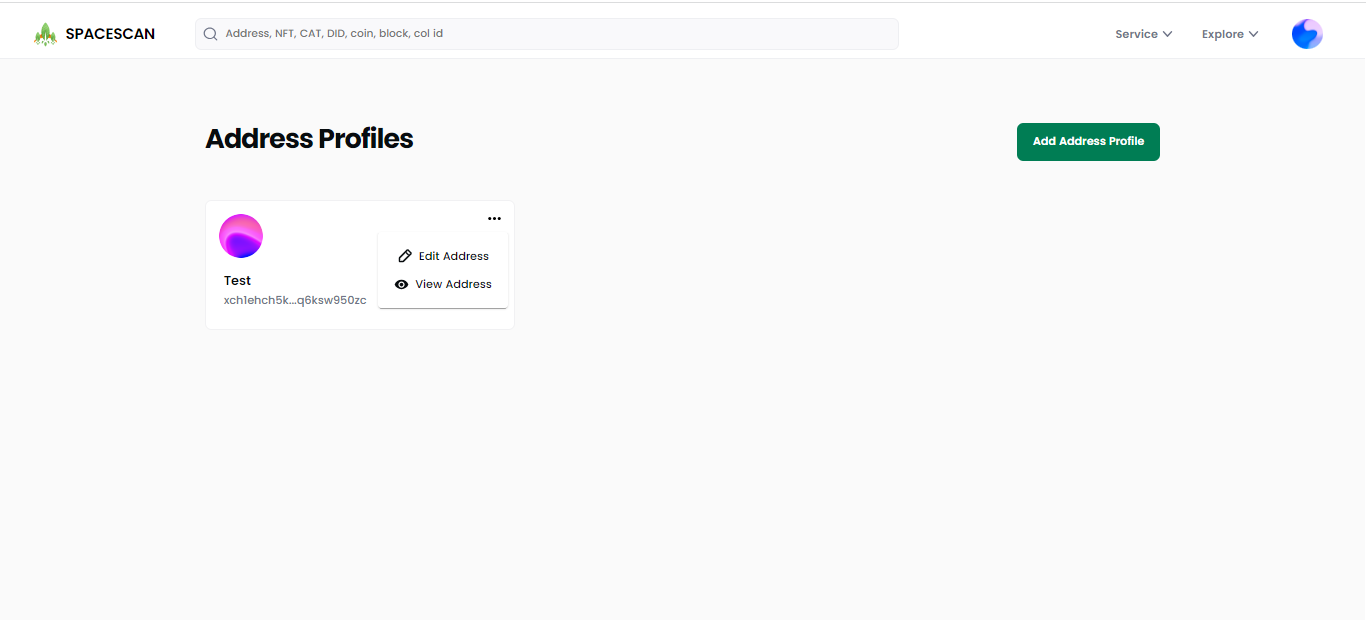 SPACESCAN
Address, NFT, CAT, DID, coin, block, col id
Service
Explore
Address Profiles
Add Address Profile
Edit Address
View Address
Test
xch1ehch5k...q6ksw950zc